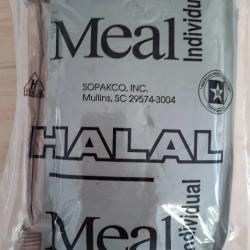 Meal
Individual
SOPAKCO, INC.
Mullins, SC 29574-3004
HALAL
Meal
Individual